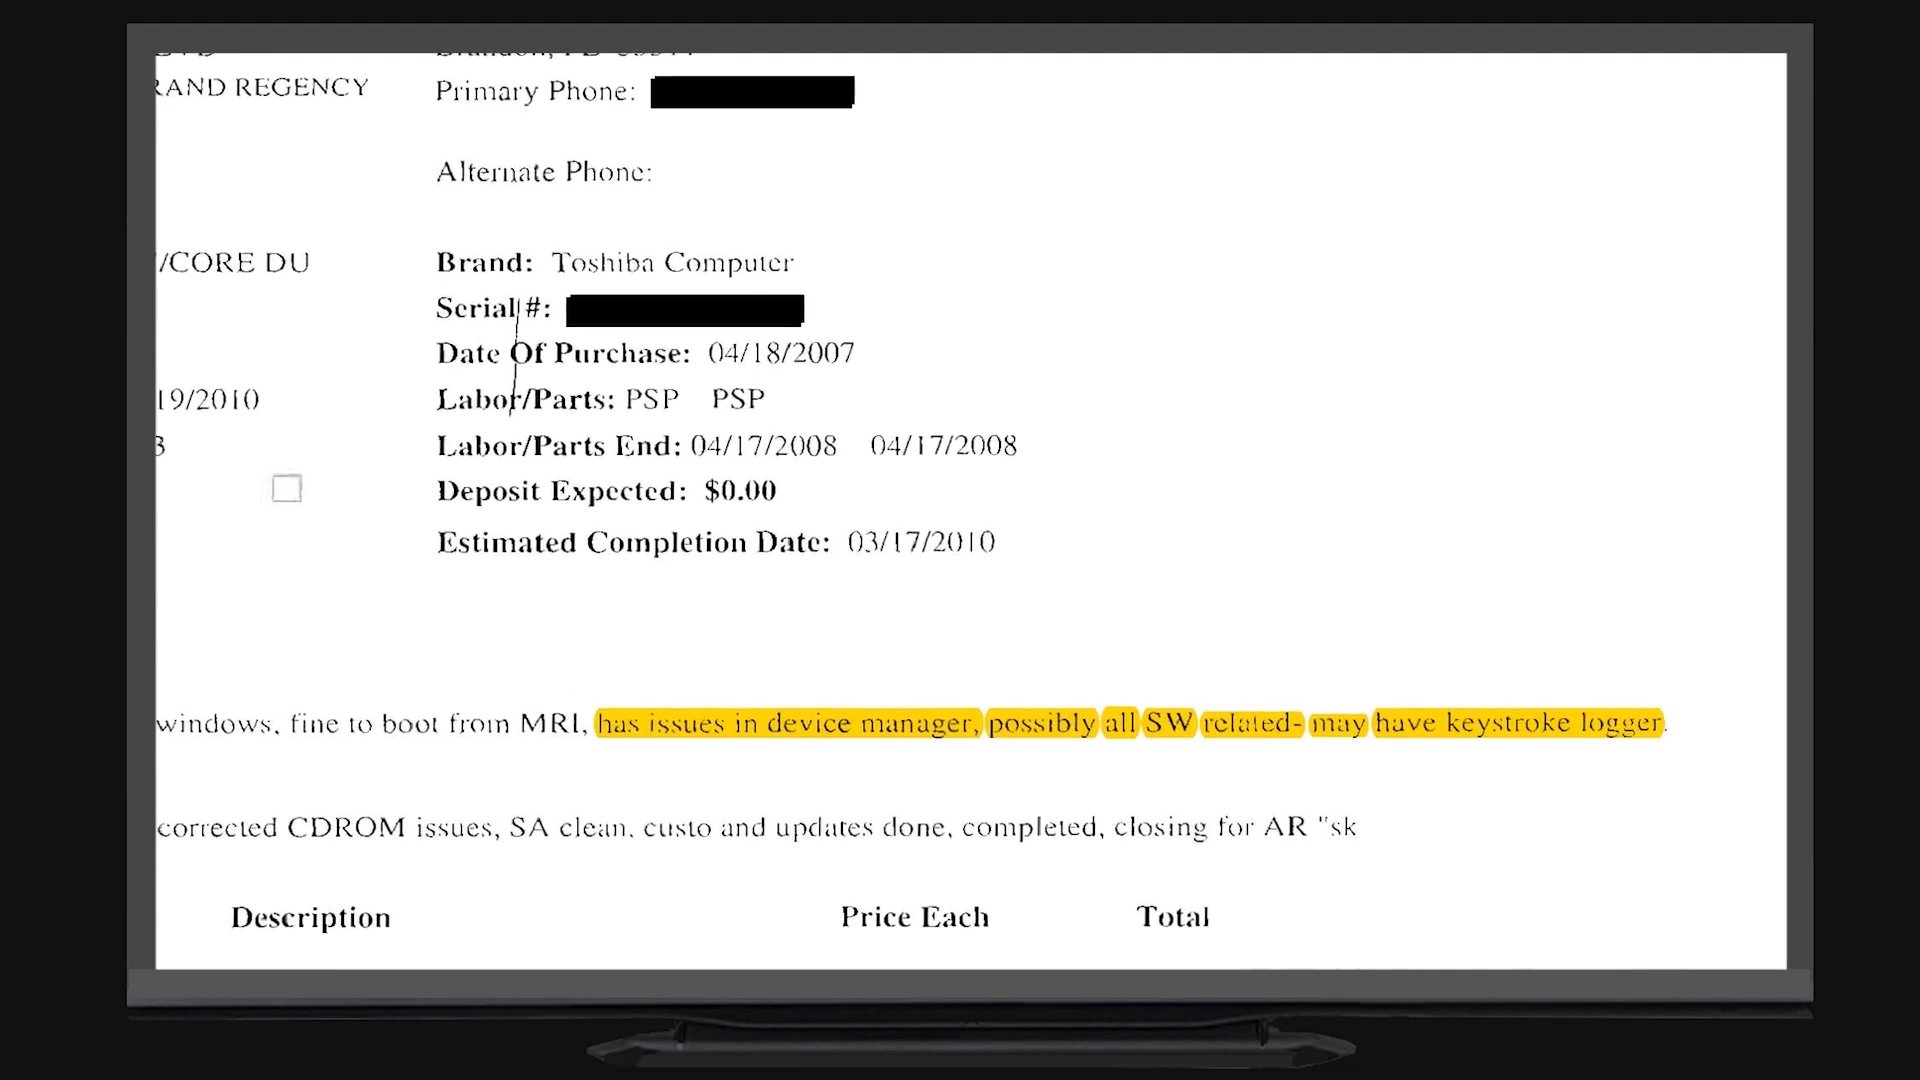 RAND REGENCY
Primary Phone:
Alternate Phone:
/CORE DU
Brand: Toshiba Computer
Serial #:
Date Of Purchase: 04/18/2007
19/2010
Labor/Parts: PSP PSP
3
Labor/Parts End: 04/17/2008 04/17/2008
Deposit Expected: $0.00
Estimated Completion Date: 03/17/2010
windows, fine to boot from MRI, has issues in device manager, possibly all SW related- may have keystroke logger.
corrected CDROM issues, SA clean, custo and updates done, completed, closing for AR "sk
Description Price Each Total